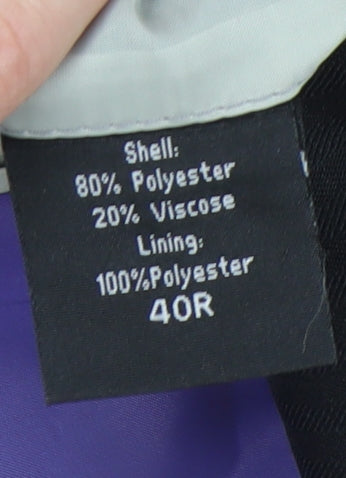 Shell:
80% Polyester
20% Viscose
Lining:
100%Polyester
40R